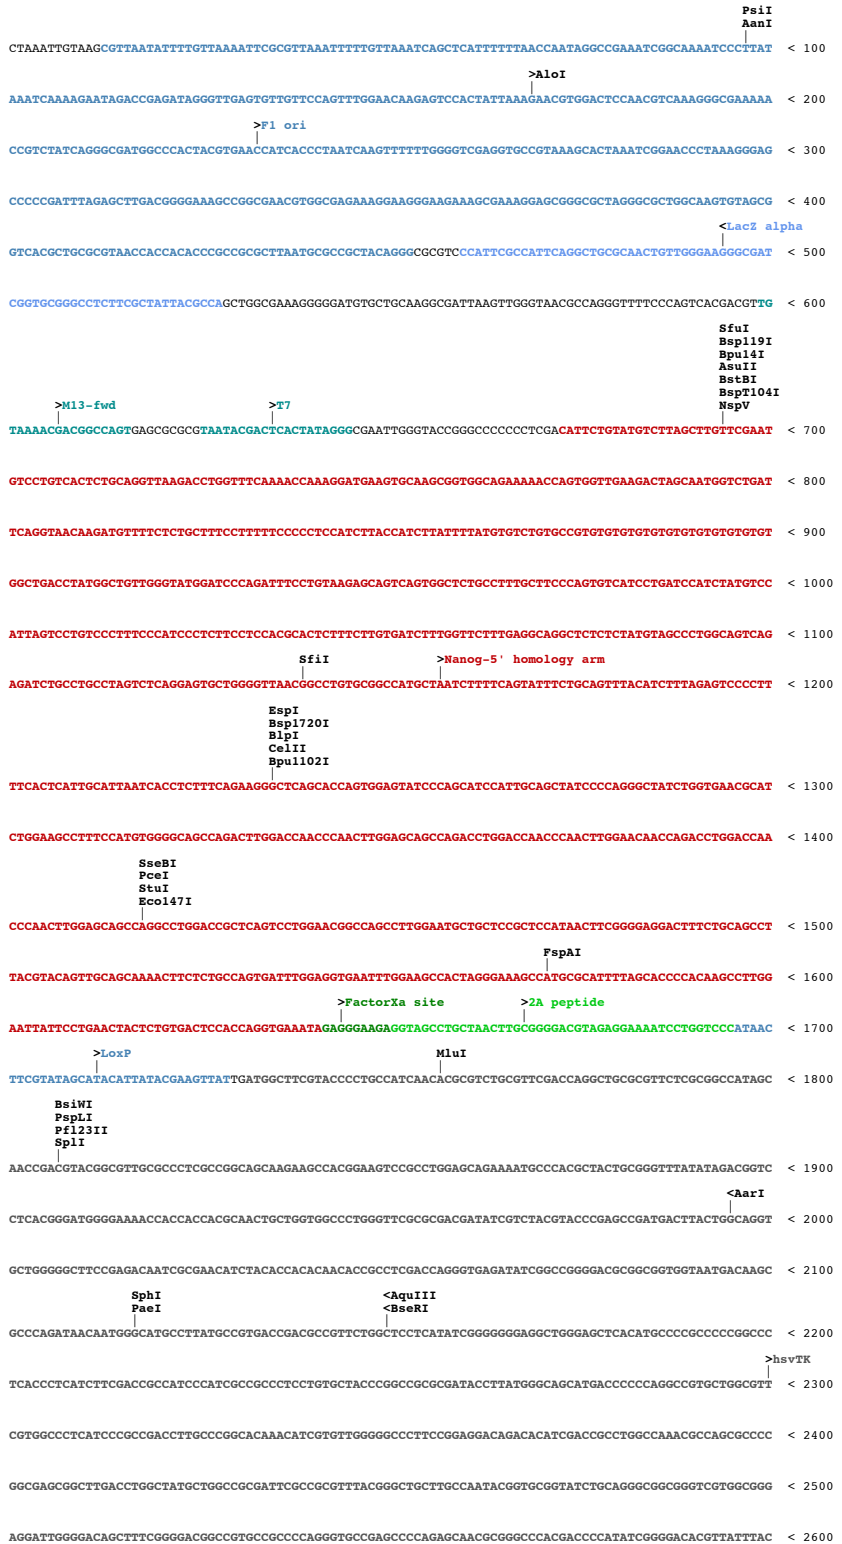 PsiI
AanI
CTAAATTGTAAGCGTTAATATTTTGTTAAAATTCGCGTTAAATTTTTGTTAAATCAGCTCATTTTTTAACCAATAGGCCGAAATCGGCAAAATCCCTTAT < 100
>AloI
AAATCAAAAGAATAGACCGAGATAGGGTTGAGTGTTGTTCCAGTTTGGAACAAGAGTCCACTATTAAAGAACGTGGACTCCAACGTCAAAGGGCGAAAAA < 200
>F1 ori
CCGTCTATCAGGGCGATGGCCCACTACGTGAACCATCACCCTAATCAAGTTTTTTGGGGTCGAGGTGCCGTAAAGCACTAAATCGGAACCCTAAAGGGAG < 300
CCCCCGATTTAGAGCTTGACGGGGAAAGCCGGCGAACGTGGCGAGAAAGGAAGGGAAGAAAGCGAAAGGAGCGGGCGCTAGGGCGCTGGCAAGTGTAGCG < 400
<LacZ alpha
GTCACGCTGCGCGTAACCACCACACCCGCCGCGCTTAATGCGCCGCTACAGGGCGCGTCCCATTCGCCATTCAGGCTGCGCAACTGTTGGGAAGGGCGAT < 500
CGGTGCGGGCCTCTTCGCTATTACGCCAGCTGGCGAAAGGGGGATGTGCTGCAAGGCGATTAAGTTGGGTAACGCCAGGGTTTTCCCAGTCACGACGTTG < 600
SfuI
Bsp119I
Bpu14I
AsuII
BstBI
BspT104I
>M13-fwd >T7 NspV
TAAAACGACGGCCAGTGAGCGCGCGTAATACGACTCACTATAGGGCGAATTGGGTACCGGGCCCCCCCTCGACATTCTGTATGTCTTAGCTTGTTCGAAT < 700
GTCCTGTCACTCTGCAGGTTAAGACCTGGTTTCAAAACCAAAGGATGAAGTGCAAGCGGTGGCAGAAAAACCAGTGGTTGAAGACTAGCAATGGTCTGAT < 800
TCAGGTAACAAGATGTTTTCTCTGCTTTCCTTTTTCCCCCTCCATCTTACCATCTTATTTTATGTGTCTGTGCCGTGTGTGTGTGTGTGTGTGTGTGTGT < 900
GGCTGACCTATGGCTGTTGGGTATGGATCCCAGATTTCCTGTAAGAGCAGTCAGTGGCTCTGCCTTTGCTTCCCAGTGTCATCCTGATCCATCTATGTCC < 1000
ATTAGTCCTGTCCCTTTCCCATCCCTCTTCCTCCACGCACTCTTTCTTGTGATCTTTGGTTCTTTGAGGCAGGCTCTCTCTATGTAGCCCTGGCAGTCAG < 1100
SfiI >Nanog-5' homology arm
AGATCTGCCTGCCTAGTCTCAGGAGTGCTGGGGTTAACGGCCTGTGCGGCCATGCTAATCTTTTCAGTATTTCTGCAGTTTACATCTTTAGAGTCCCCTT < 1200
EspI
Bsp1720I
BlpI
CelII
Bpu1102I
TTCACTCATTGCATTAATCACCTCTTTCAGAAGGGCTCAGCACCAGTGGAGTATCCCAGCATCCATTGCAGCTATCCCCAGGGCTATCTGGTGAACGCAT < 1300
CTGGAAGCCTTTCCATGTGGGGCAGCCAGACTTGGACCAACCCAACTTGGAGCAGCCAGACCTGGACCAACCCAACTTGGAACAACCAGACCTGGACCAA < 1400
SseBI
PceI
StuI
Eco147I
CCCAACTTGGAGCAGCCAGGCCTGGACCGCTCAGTCCTGGAACGGCCAGCCTTGGAATGCTGCTCCGCTCCATAACTTCGGGGAGGACTTTCTGCAGCCT < 1500
FspAI
TACGTACAGTTGCAGCAAAACTTCTCTGCCAGTGATTTGGAGGTGAATTTGGAAGCCACTAGGGAAAGCCATGCGCATTTTAGCACCCCACAAGCCTTGG < 1600
>FactorXa site >2A peptide
AATTATTCCTGAACTACTCTGTGACTCCACCAGGTGAAATAGAGGGAAGAGGTAGCCTGCTAACTTGCGGGGACGTAGAGGAAAATCCTGGTCCCATAAC < 1700
>LoxP MluI
TTCGTATAGCATACATTATACGAAGTTATTGATGGCTTCGTACCCCTGCCATCAACACGCGTCTGCGTTCGACCAGGCTGCGCGTTCTCGCGGCCATAGC < 1800
BsiWI
PspLI
Pfl23II
SplI
AACCGACGTACGGCGTTGCGCCCTCGCCGGCAGCAAGAAGCCACGGAAGTCCGCCTGGAGCAGAAAATGCCCACGCTACTGCGGGTTTATATAGACGGTC < 1900
<AarI
CTCACGGGATGGGGAAAACCACCACCACGCAACTGCTGGTGGCCCTGGGTTCGCGCGACGATATCGTCTACGTACCCGAGCCGATGACTTACTGGCAGGT < 2000
GCTGGGGGCTTCCGAGACAATCGCGAACATCTACACCACACAACACCGCCTCGACCAGGGTGAGATATCGGCCGGGGACGCGGCGGTGGTAATGACAAGC < 2100
SphI <AquIII
PaeI <BseRI
GCCCAGATAACAATGGGCATGCCTTATGCCGTGACCGACGCCGTTCTGGCTCCTCATATCGGGGGGGAGGCTGGGAGCTCACATGCCCCGCCCCCGGCCC < 2200
>hsvTK
TCACCCTCATCTTCGACCGCCATCCCATCGCCGCCCTCCTGTGCTACCCGGCCGCGCGATACCTTATGGGCAGCATGACCCCCCAGGCCGTGCTGGCGTT < 2300
CGTGGCCCTCATCCCGCCGACCTTGCCCGGCACAAACATCGTGTTGGGGGCCCTTCCGGAGGACAGACACATCGACCGCCTGGCCAAACGCCAGCGCCCC < 2400
GGCGAGCGGCTTGACCTGGCTATGCTGGCCGCGATTCGCCGCGTTTACGGGCTGCTTGCCAATACGGTGCGGTATCTGCAGGGCGGCGGGTCGTGGCGGG < 2500
AGGATTGGGGACAGCTTTCGGGGACGGCCGTGCCGCCCCAGGGTGCCGAGCCCCAGAGCAACGCGGGCCCACGACCCCATATCGGGGACACGTTATTTAC < 2600